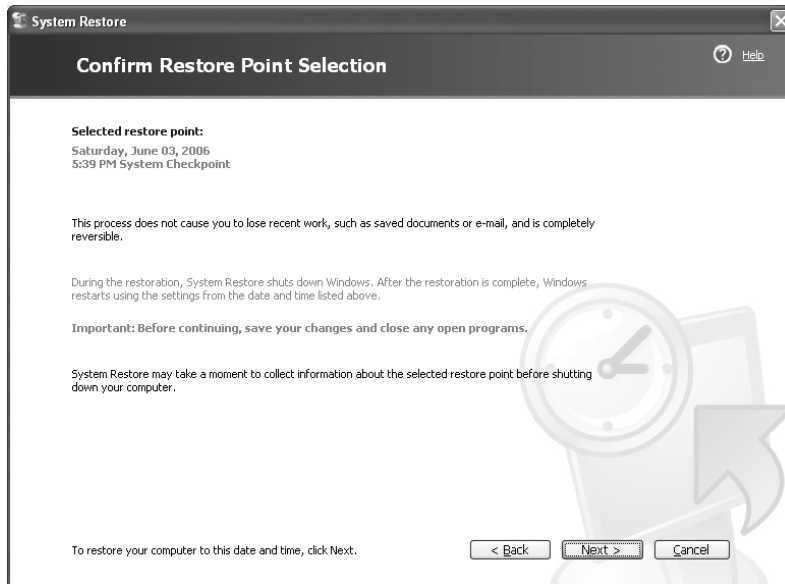 System Restore
Confirm Restore Point Selection
Help
Selected restore point:
Saturday, June 03, 2006
5:39 PM System Checkpoint
This process does not cause you to lose recent work, such as saved documents or e-mail, and is completely
reversible.
During the restoration, System Restore shuts down Windows. After the restoration is complete, Windows
restarts using the settings from the date and time listed above.
Important: Before continuing, save your changes and close any open programs.
System Restore may take a moment to collect information about the selected restore point before shutting
down your computer.
To restore your computer to this date and time, click Next.
< Back
Next >
Cancel